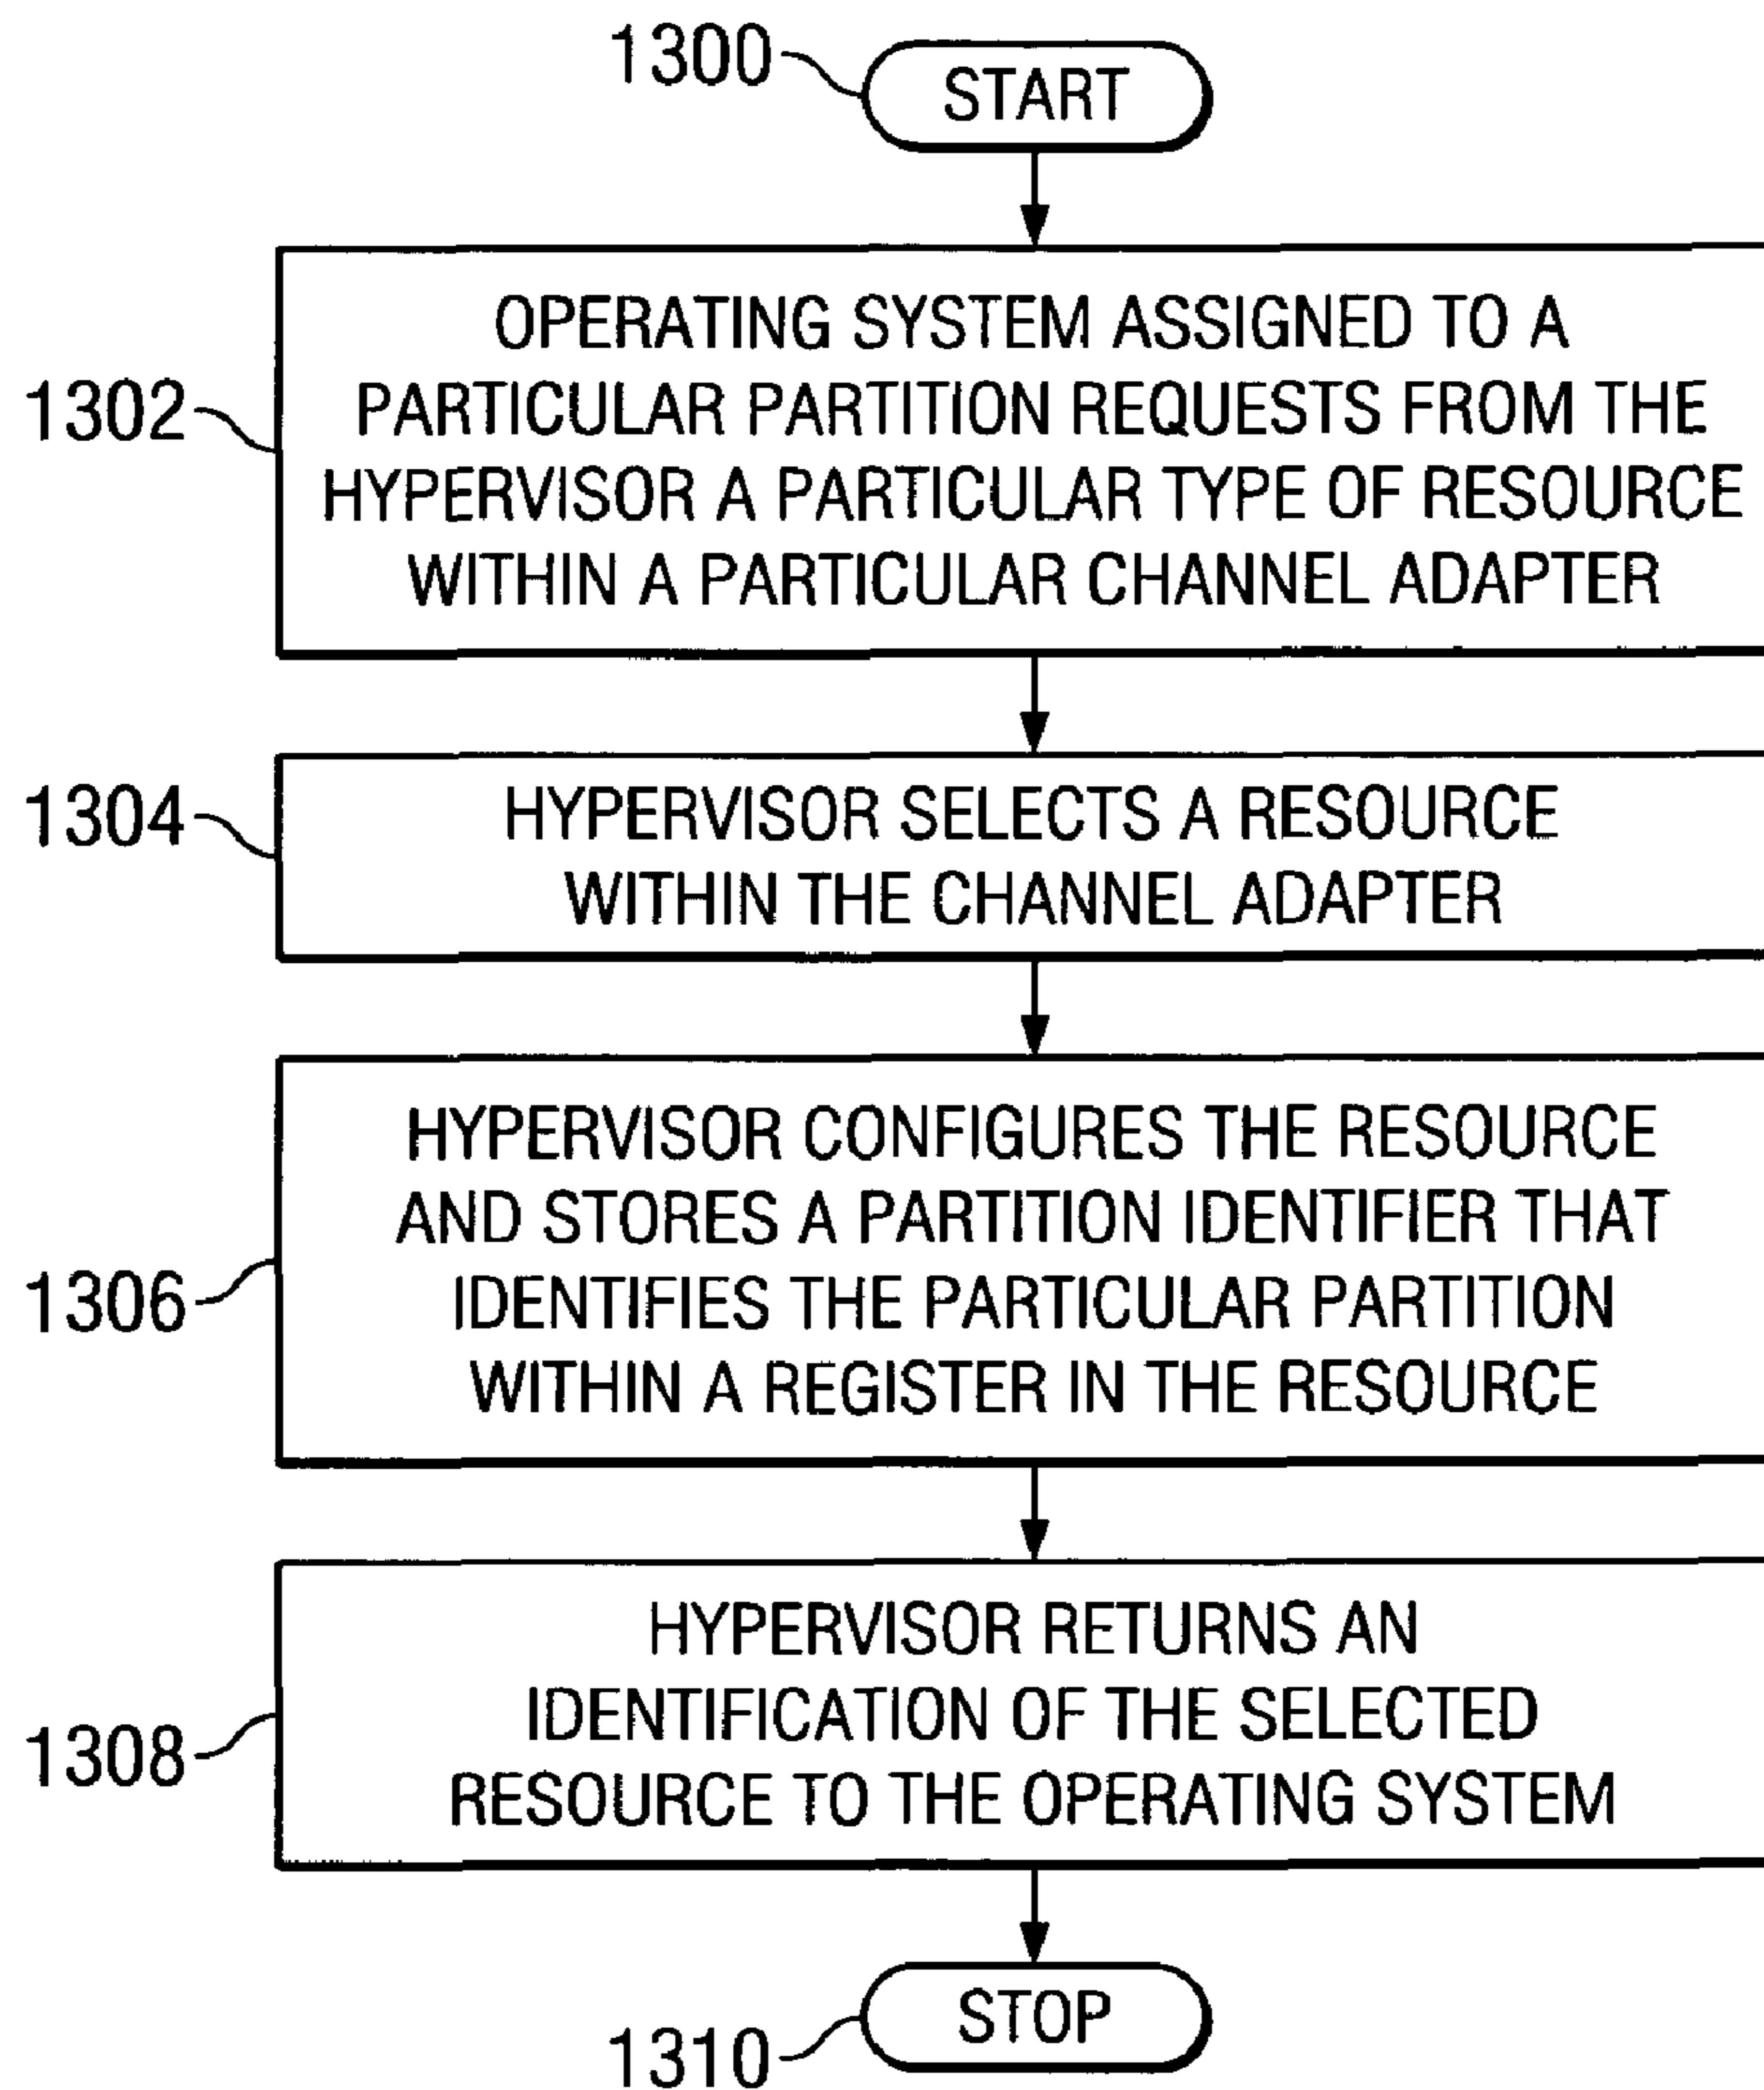 1300
START
1302
OPERATING SYSTEM ASSIGNED TO A
PARTICULAR PARTITION REQUESTS FROM THE
HYPERVISOR A PARTICULAR TYPE OF RESOURCE
WITHIN A PARTICULAR CHANNEL ADAPTER
1304
HYPERVISOR SELECTS A RESOURCE
WITHIN THE CHANNEL ADAPTER
1306
HYPERVISOR CONFIGURES THE RESOURCE
AND STORES A PARTITION IDENTIFIER THAT
IDENTIFIES THE PARTICULAR PARTITION
WITHIN A REGISTER IN THE RESOURCE
1308
HYPERVISOR RETURNS AN
IDENTIFICATION OF THE SELECTED
RESOURCE TO THE OPERATING SYSTEM
1310
STOP